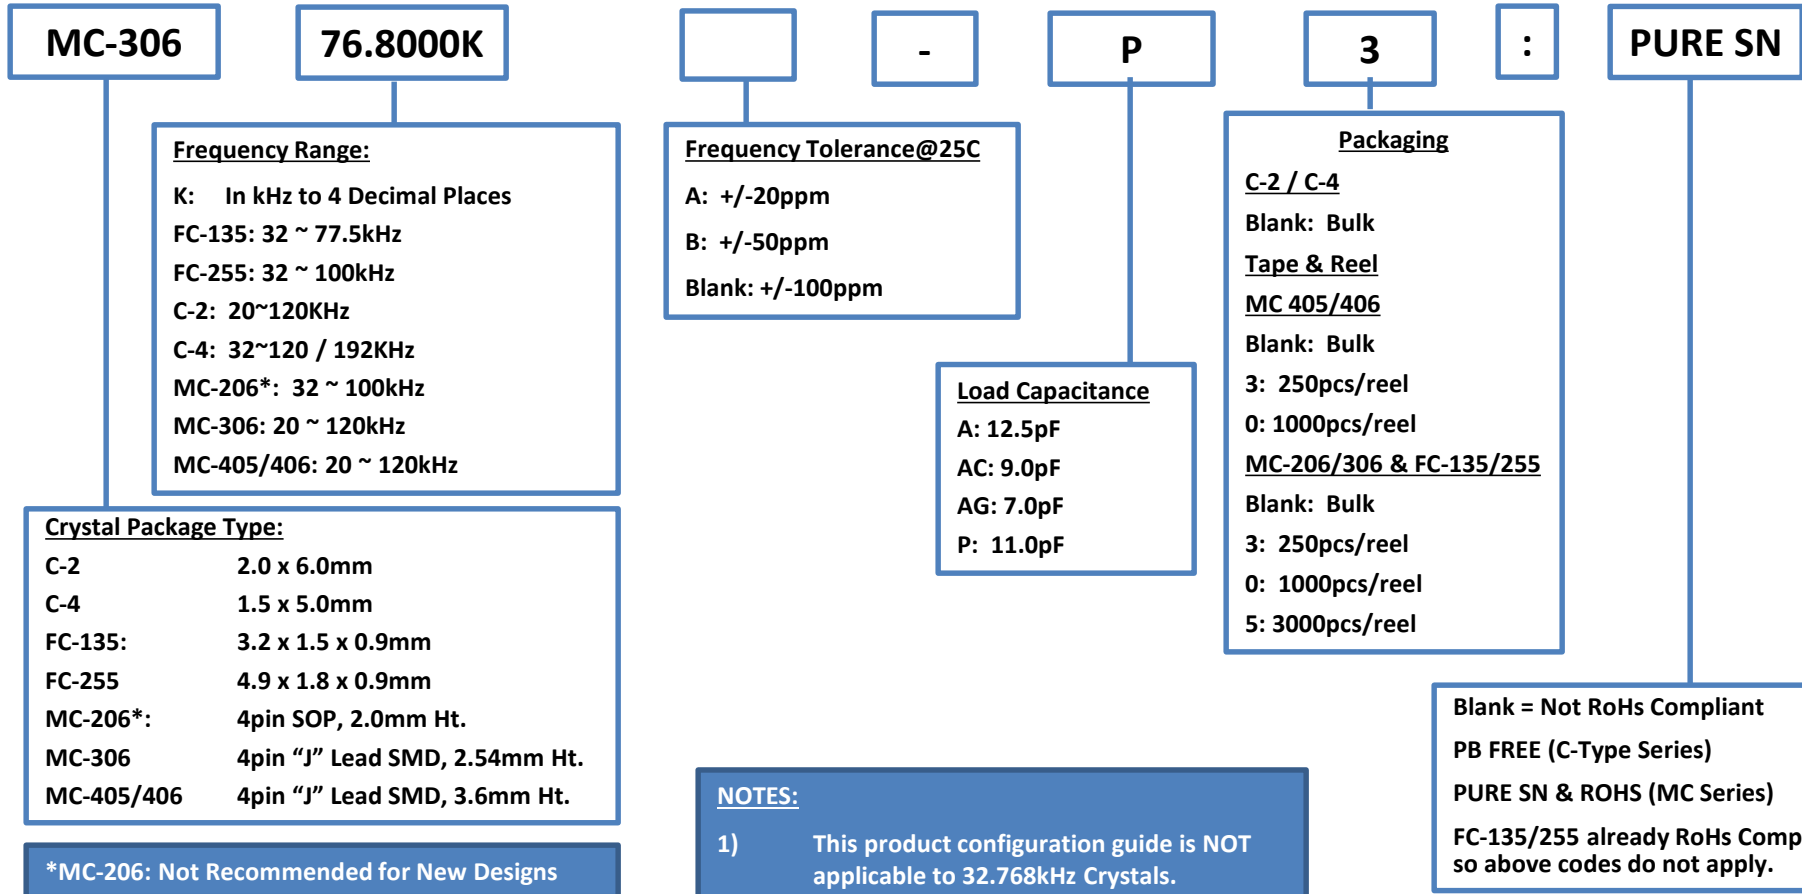 MC-306 76.8000K - P 3 : PURE SN
Frequency Range:
K: In kHz to 4 Decimal Places
FC-135: 32 ~ 77.5kHz
FC-255: 32 ~ 100kHz
C-2: 20~120KHz
C-4: 32~120 / 192KHz
MC-206*: 32 ~ 100kHz
MC-306: 20 ~ 120kHz
MC-405/406: 20 ~ 120kHz
Frequency Tolerance@25C
A: +/-20ppm
B: +/-50ppm
Blank: +/-100ppm
Load Capacitance
A: 12.5pF
AC: 9.0pF
AG: 7.0pF
P: 11.0pF
Packaging
C-2 / C-4
Blank: Bulk
Tape & Reel
MC 405/406
Blank: Bulk
3: 250pcs/reel
0: 1000pcs/reel
MC-206/306 & FC-135/255
Blank: Bulk
3: 250pcs/reel
0: 1000pcs/reel
5: 3000pcs/reel
Crystal Package Type:
C-2 2.0 x 6.0mm
C-4 1.5 x 5.0mm
FC-135: 3.2 x 1.5 x 0.9mm
FC-255 4.9 x 1.8 x 0.9mm
MC-206*: 4pin SOP, 2.0mm Ht.
MC-306 4pin “J” Lead SMD, 2.54mm Ht.
MC-405/406 4pin “J” Lead SMD, 3.6mm Ht.
*MC-206: Not Recommended for New Designs
NOTES:
1) This product configuration guide is NOT
applicable to 32.768kHz Crystals.
Blank = Not RoHs Compliant
PB FREE (C-Type Series)
PURE SN & ROHS (MC Series)
FC-135/255 already RoHs Comp
so above codes do not apply.